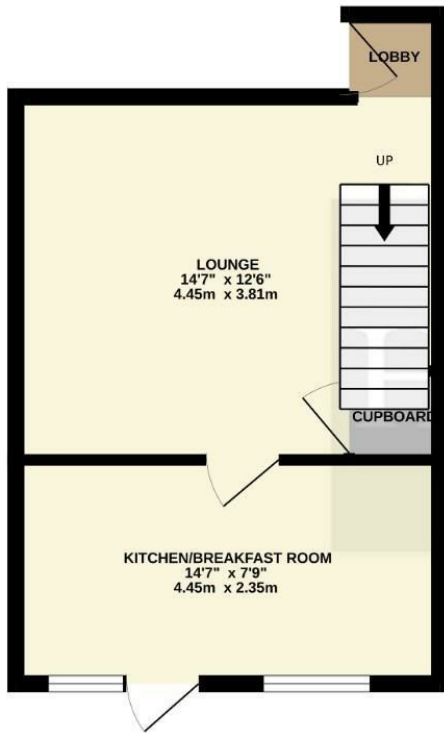 LOBBY
UP
LOUNGE
14'7" x 12'6"
4.45m x 3.81m
CUPBOARD
KITCHEN/BREAKFAST ROOM
14'7" x 7'9"
4.45m x 2.35m